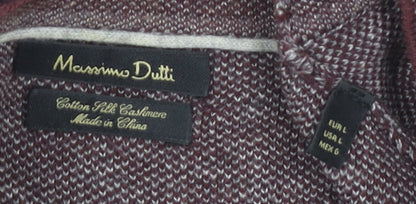 Massimo Dutti
Cotton Silk Cashmere
Made in China
EUR L
USA L
MEX G